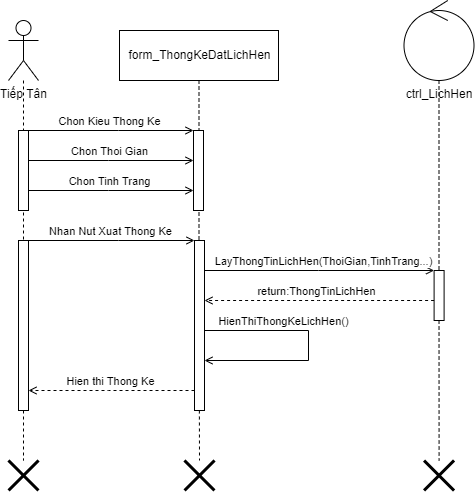 form_ThongKeDatLichHen
Tiếp Tân
ctrl_LichHen
Chon Kieu Thong Ke
Chon Thoi Gian
Chon Tinh Trang
Nhan Nut Xuat Thong Ke
LayThongTinLichHen(ThoiGian,TinhTrang...)
return:ThongTinLichHen
HienThiThongKeLichHen()
Hien thi Thong Ke